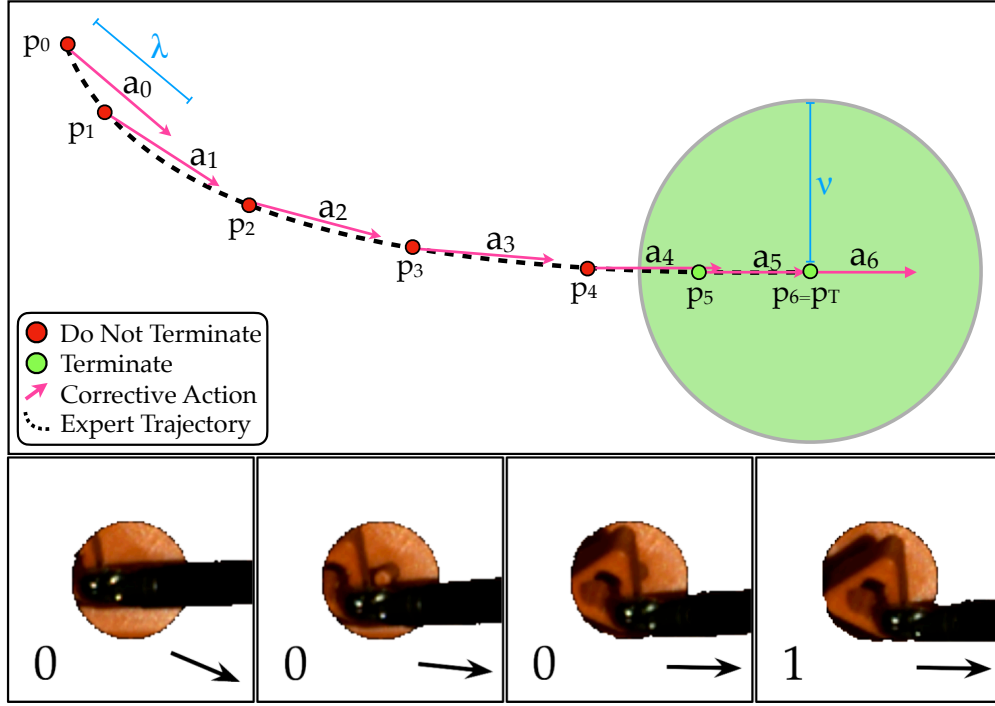 p0
λ
a0
p1
a1
p2
a2
p3
a3
p4
a4
p5
a5
p6=pT
a6
ν
Do Not Terminate
Terminate
Corrective Action
Expert Trajectory
0
0
0
1